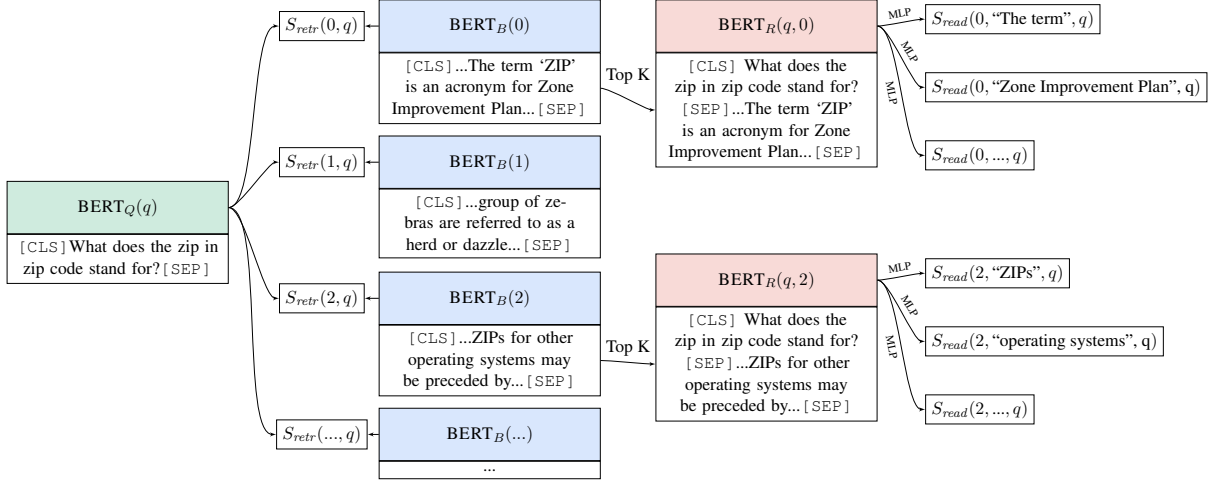 BERT_Q(q)
[CLS]What does the zip in
zip code stand for?[SEP]
S_retr(0, q)
S_retr(1, q)
S_retr(2, q)
S_retr(..., q)
BERT_B(0)
[CLS]...The term ‘ZIP’
is an acronym for Zone
Improvement Plan...[SEP]
BERT_B(1)
[CLS]...group of ze-
bras are referred to as a
herd or dazzle...[SEP]
BERT_B(2)
[CLS]...ZIPs for other
operating systems may
be preceded by...[SEP]
BERT_B(...)
...
Top K
Top K
BERT_R(q, 0)
[CLS] What does the
zip in zip code stand for?
[SEP]...The term ‘ZIP’
is an acronym for Zone
Improvement Plan...[SEP]
MLP
MLP
MLP
S_read(0, “The term”, q)
S_read(0, “Zone Improvement Plan”, q)
S_read(0, ..., q)
BERT_R(q, 2)
[CLS] What does the
zip in zip code stand for?
[SEP]...ZIPs for other
operating systems may
be preceded by...[SEP]
MLP
MLP
MLP
S_read(2, “ZIPs”, q)
S_read(2, “operating systems”, q)
S_read(2, ..., q)